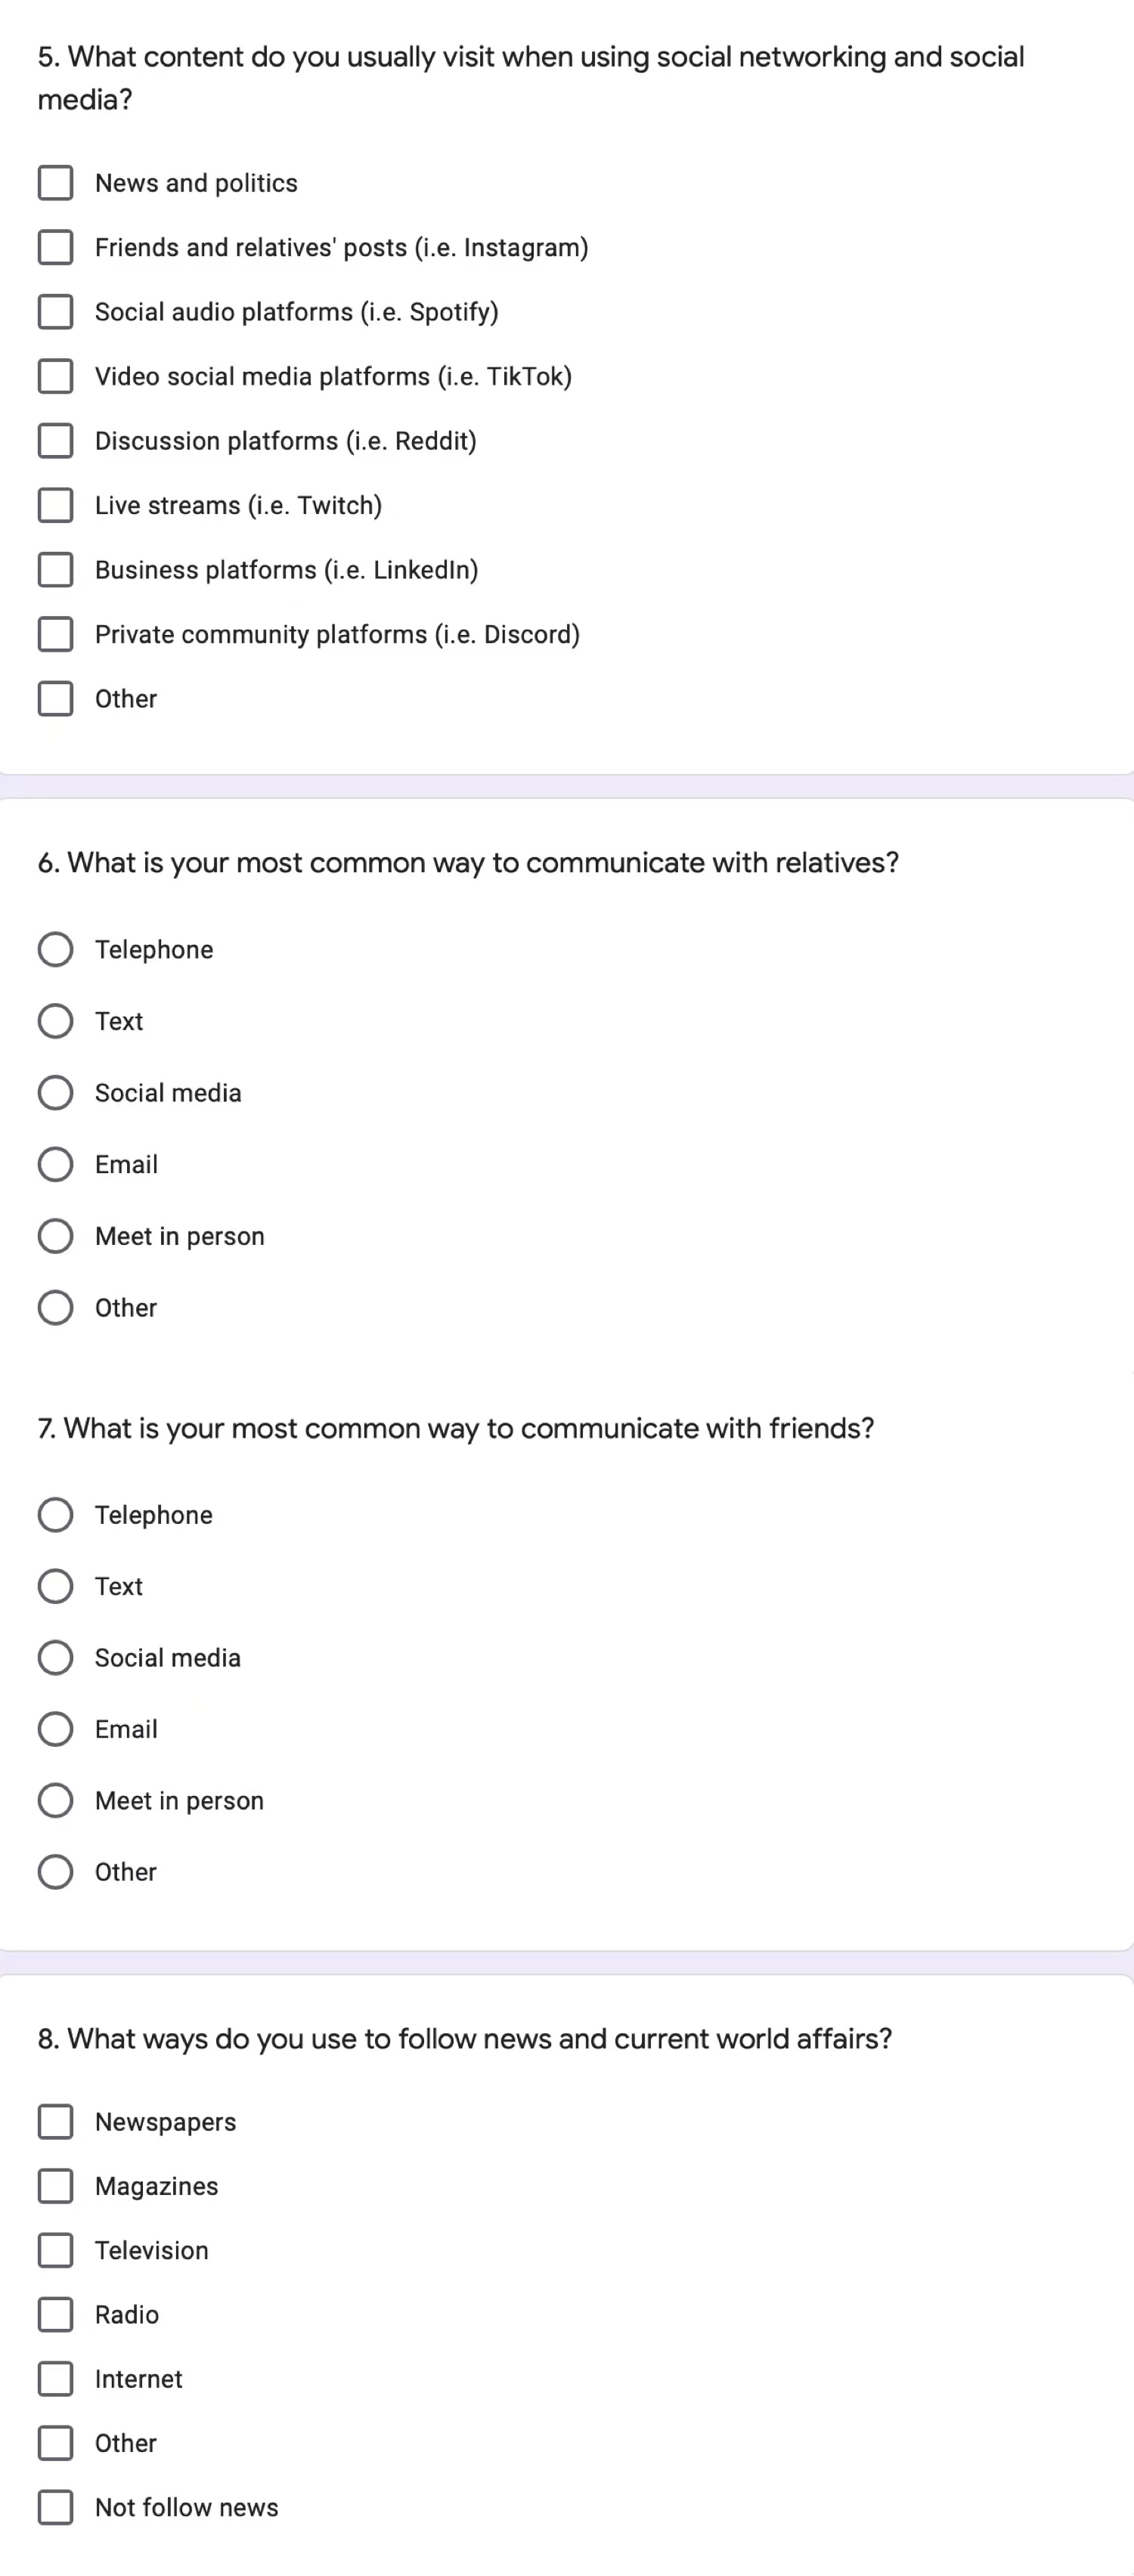 5. What content do you usually visit when using social networking and social
media?
News and politics
Friends and relatives' posts (i.e. Instagram)
Social audio platforms (i.e. Spotify)
Video social media platforms (i.e. TikTok)
Discussion platforms (i.e. Reddit)
Live streams (i.e. Twitch)
Business platforms (i.e. LinkedIn)
Private community platforms (i.e. Discord)
Other
6. What is your most common way to communicate with relatives?
Telephone
Text
Social media
Email
Meet in person
Other
7. What is your most common way to communicate with friends?
Telephone
Text
Social media
Email
Meet in person
Other
8. What ways do you use to follow news and current world affairs?
Newspapers
Magazines
Television
Radio
Internet
Other
Not follow news